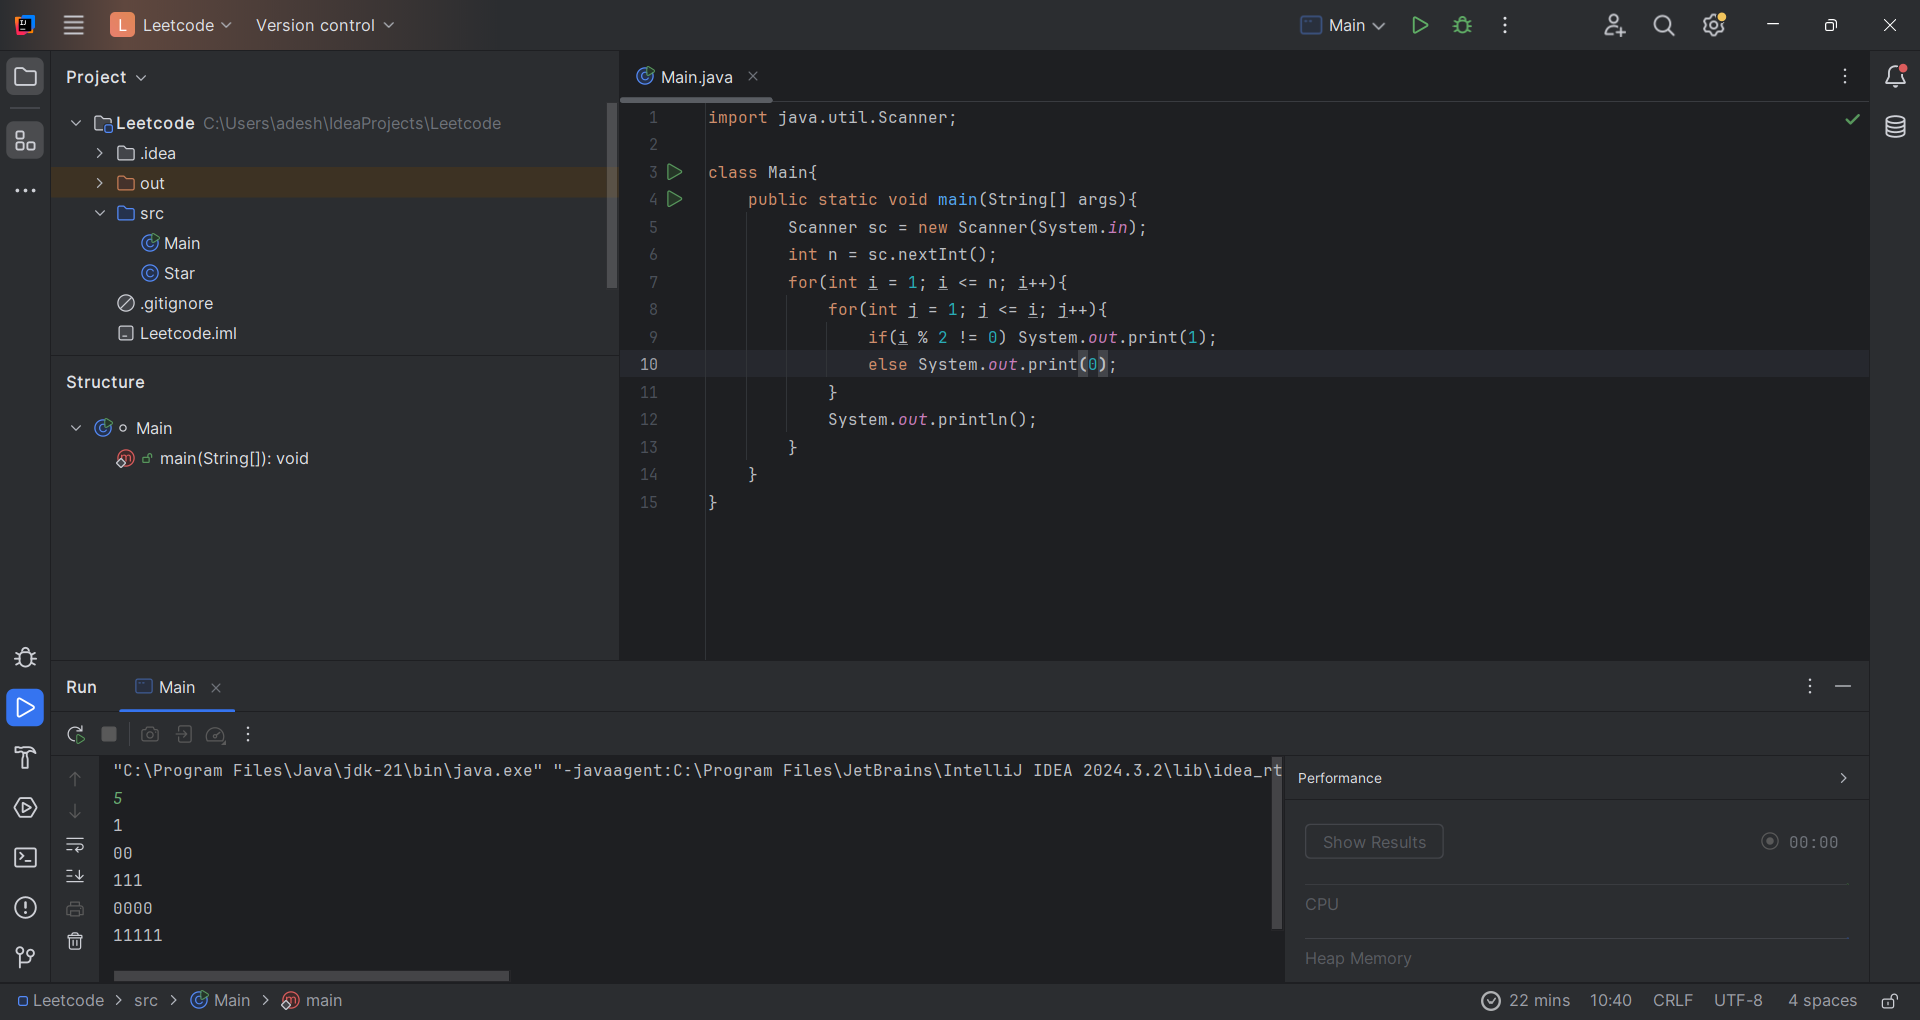 L Leetcode Version control Main
Project
Leetcode C:\Users\adesh\IdeaProjects\Leetcode
.idea
out
src
Main
Star
.gitignore
Leetcode.iml
Structure
Main
main(String[]): void
Main.java
1 import java.util.Scanner;
2
3 class Main{
4     public static void main(String[] args){
5         Scanner sc = new Scanner(System.in);
6         int n = sc.nextInt();
7         for(int i = 1; i <= n; i++){
8             for(int j = 1; j <= i; j++){
9                 if(i % 2 != 0) System.out.print(1);
10                 else System.out.print(0);
11             }
12             System.out.println();
13         }
14     }
15 }
Run Main
"C:\Program Files\Java\jdk-21\bin\java.exe" "-javaagent:C:\Program Files\JetBrains\IntelliJ IDEA 2024.3.2\lib\idea_rt
5
1
00
111
0000
11111
Performance
Show Results 00:00
CPU
Heap Memory
Leetcode > src > Main > main 22 mins 10:40 CRLF UTF-8 4 spaces